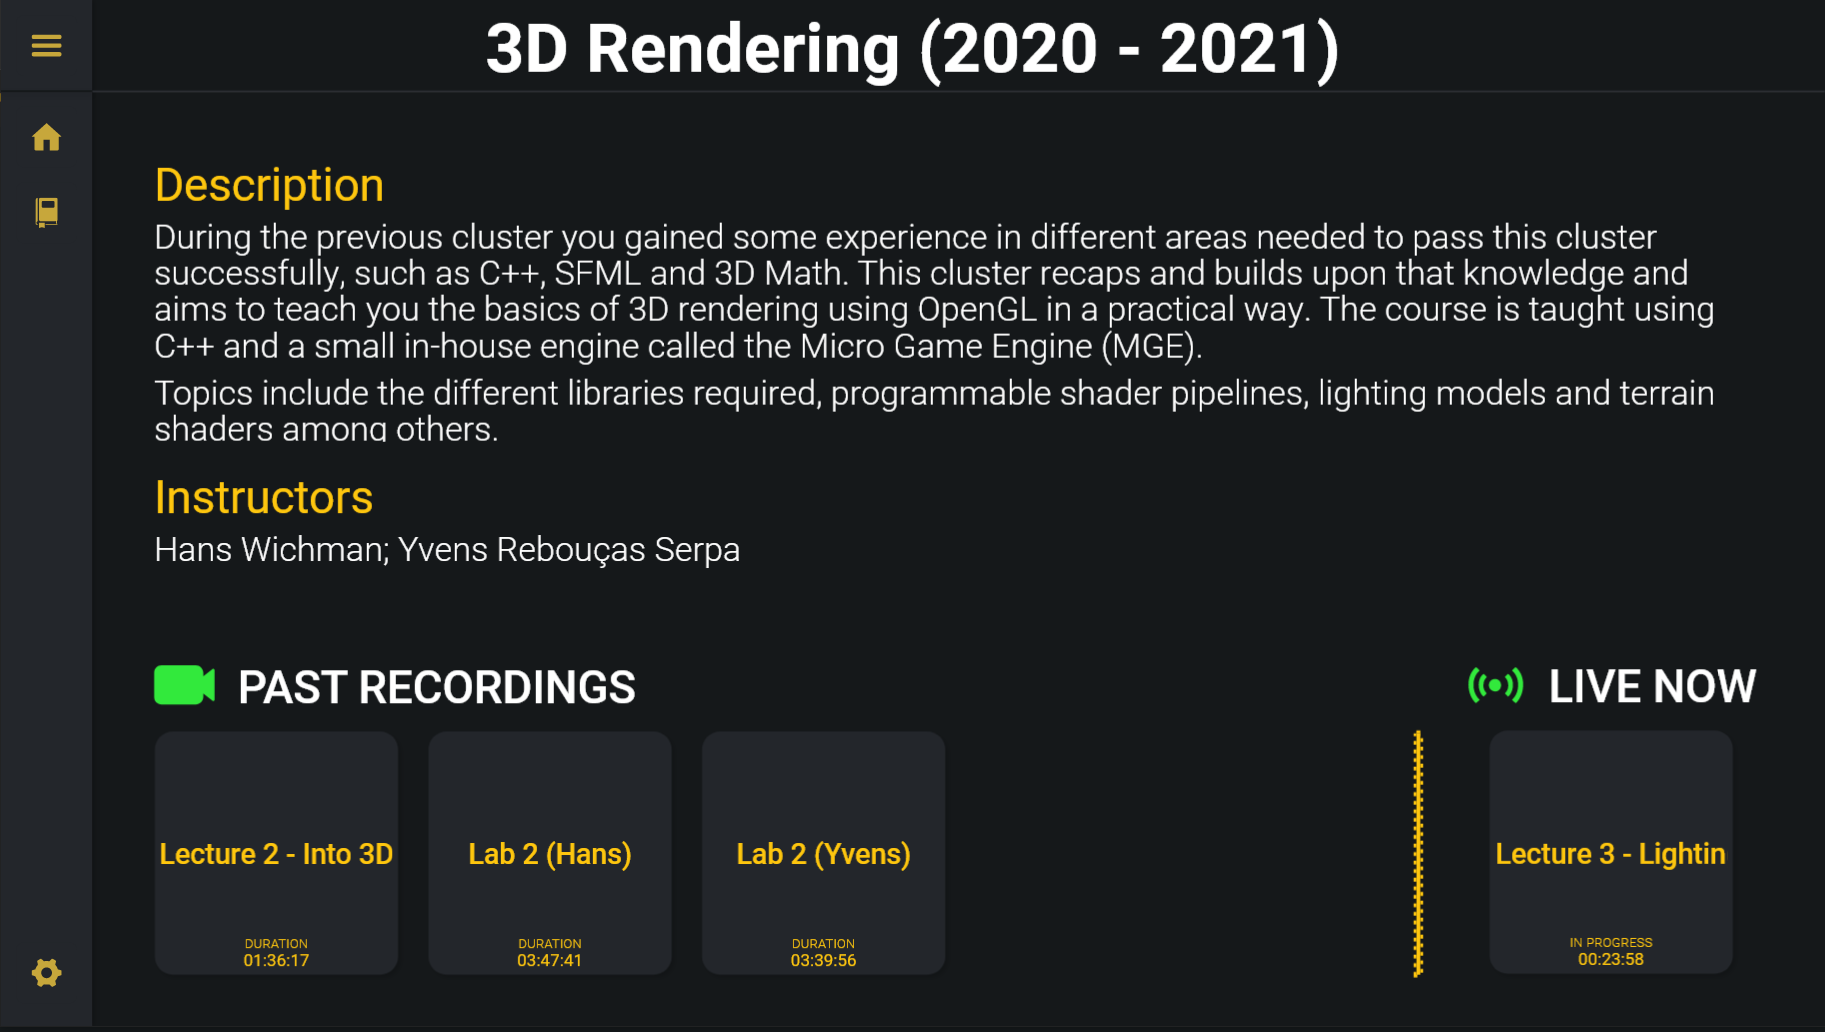 3D Rendering (2020 - 2021)
Description
During the previous cluster you gained some experience in different areas needed to pass this cluster
successfully, such as C++, SFML and 3D Math. This cluster recaps and builds upon that knowledge and
aims to teach you the basics of 3D rendering using OpenGL in a practical way. The course is taught using
C++ and a small in-house engine called the Micro Game Engine (MGE).
Topics include the different libraries required, programmable shader pipelines, lighting models and terrain
shaders among others.
Instructors
Hans Wichman; Yvens Rebouças Serpa
PAST RECORDINGS
LIVE NOW
Lecture 2 - Into 3D
DURATION
01:36:17
Lab 2 (Hans)
DURATION
03:47:41
Lab 2 (Yvens)
DURATION
03:39:56
Lecture 3 - Lightin
IN PROGRESS
00:23:58